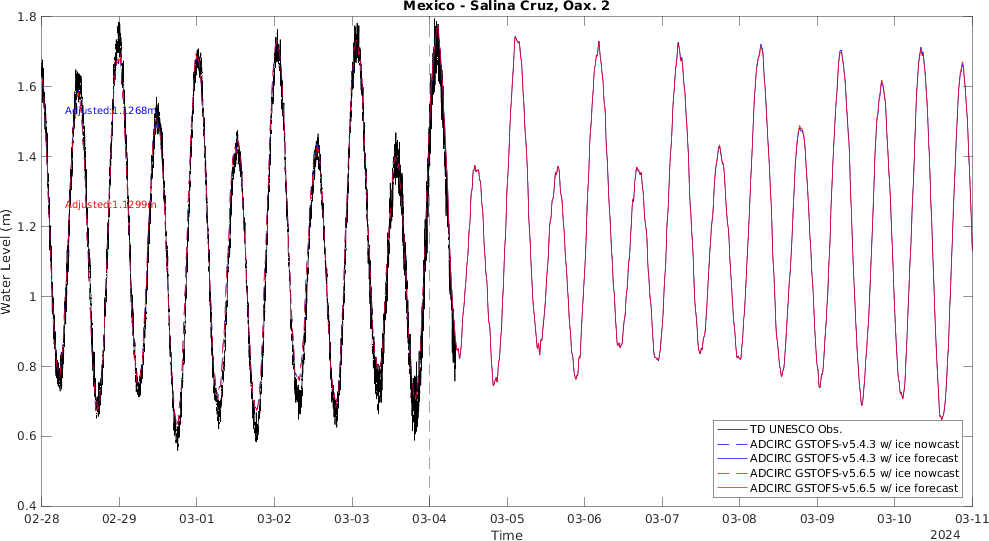 Mexico - Salina Cruz, Oax. 2
Water Level (m)
1.8
1.6
1.4
1.2
1
0.8
0.6
0.4
Adjusted:1.1268m
Adjusted:1.1299m
TD UNESCO Obs.
ADCIRC GSTOFS-v5.4.3 w/ ice nowcast
ADCIRC GSTOFS-v5.4.3 w/ ice forecast
ADCIRC GSTOFS-v5.6.5 w/ ice nowcast
ADCIRC GSTOFS-v5.6.5 w/ ice forecast
02-28 02-29 03-01 03-02 03-03 03-04 03-05 03-06 03-07 03-08 03-09 03-10 03-11
Time
2024